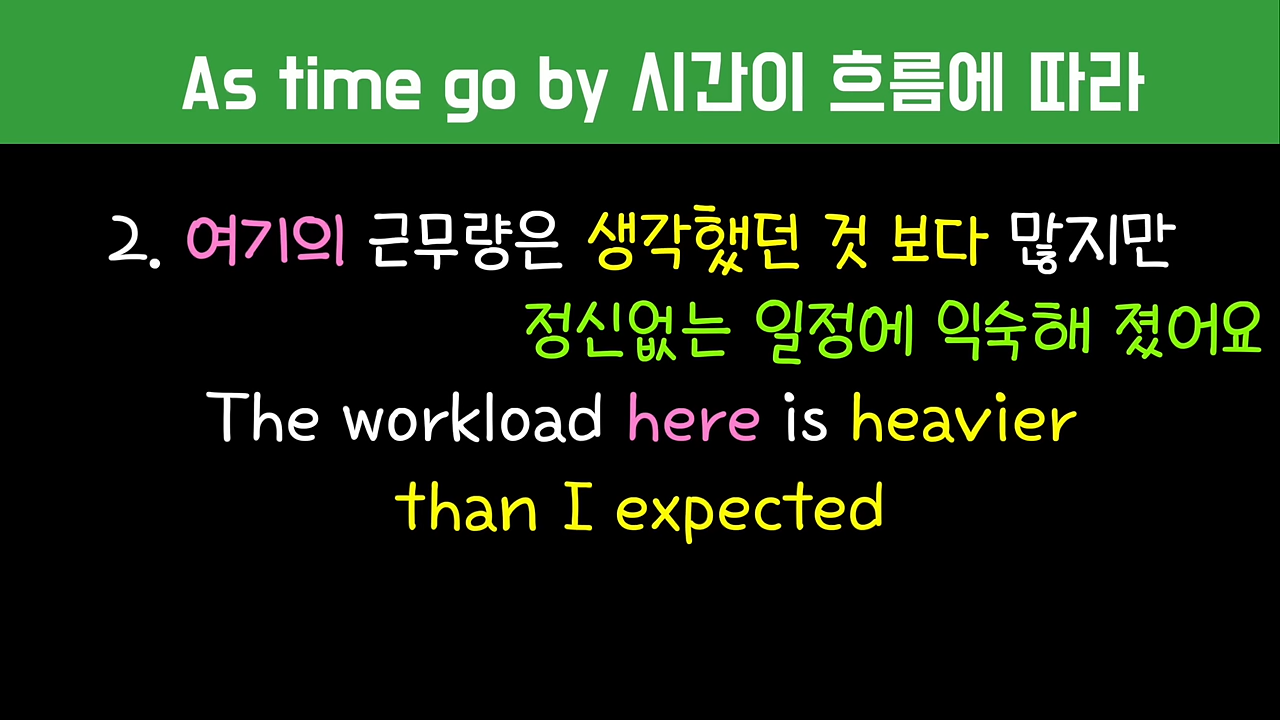 As time go by 시간이 흐름에 따라
2. 여기의 근무량은 생각했던 것 보다 많지만
정신없는 일정에 익숙해 졌어요
The workload here is heavier
than I expected